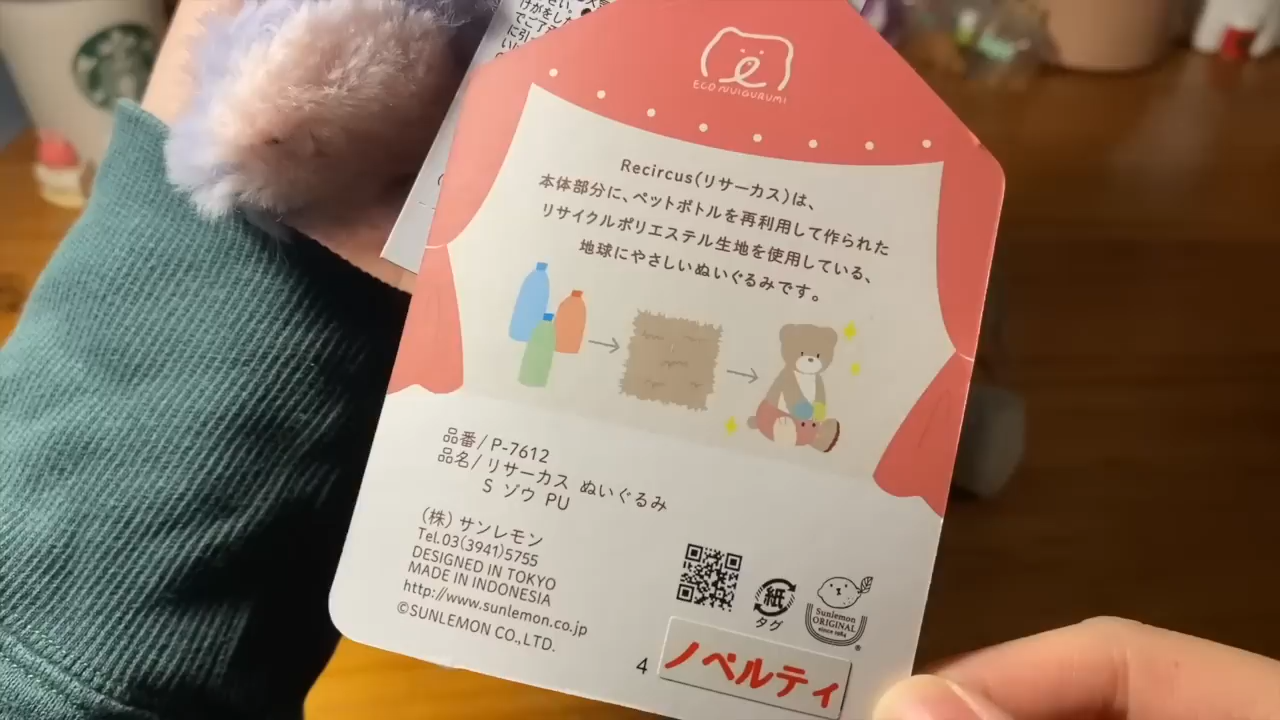 ECO NUIGURUMI
Recircus(リサーカス)は、
本体部分に、ペットボトルを再利用して作られた
リサイクルポリエステル生地を使用している、
地球にやさしいぬいぐるみです。
品番/P-7612
品名/リサーカス ぬいぐるみ
S ゾウ PU
(株) サンレモン
Tel.03(3941)5755
DESIGNED IN TOKYO
MADE IN INDONESIA
http://www.sunlemon.co.jp
©SUNLEMON CO.,LTD.
紙
タグ
Sunlemon
ORIGINAL
since 1984
®
4
ノベルティ